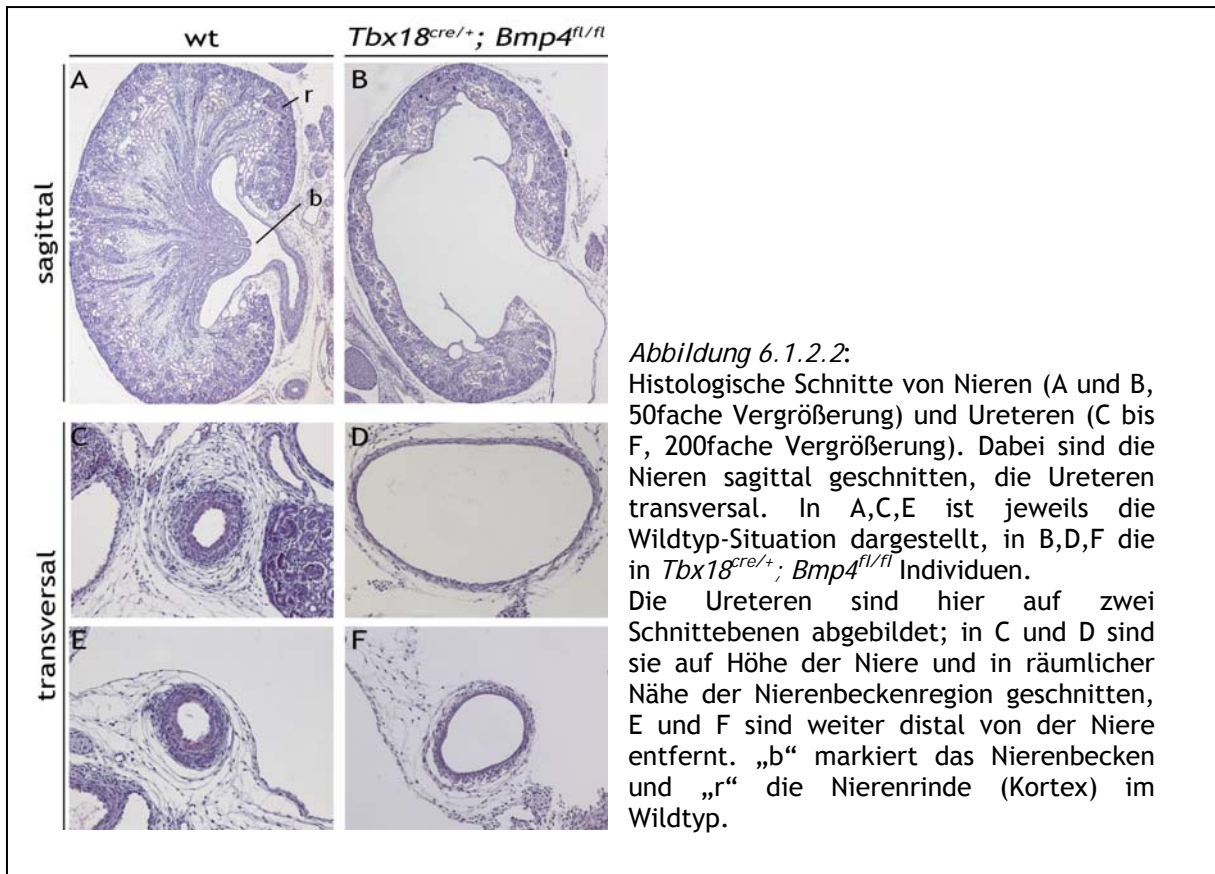 wt
Tbx18cre/+; Bmp4fl/fl
sagittal
A
r
b
B
transversal
C
D
E
F
Abbildung 6.1.2.2:
Histologische Schnitte von Nieren (A und B,
50fache Vergrößerung) und Ureteren (C bis
F, 200fache Vergrößerung). Dabei sind die
Nieren sagittal geschnitten, die Ureteren
transversal. In A,C,E ist jeweils die
Wildtyp-Situation dargestellt, in B,D,F die
in Tbx18cre/+; Bmp4fl/fl Individuen.
Die Ureteren sind hier auf zwei
Schnittebenen abgebildet; in C und D sind
sie auf Höhe der Niere und in räumlicher
Nähe der Nierenbeckenregion geschnitten,
E und F sind weiter distal von der Niere
entfernt. „b“ markiert das Nierenbecken
und „r“ die Nierenrinde (Kortex) im
Wildtyp.